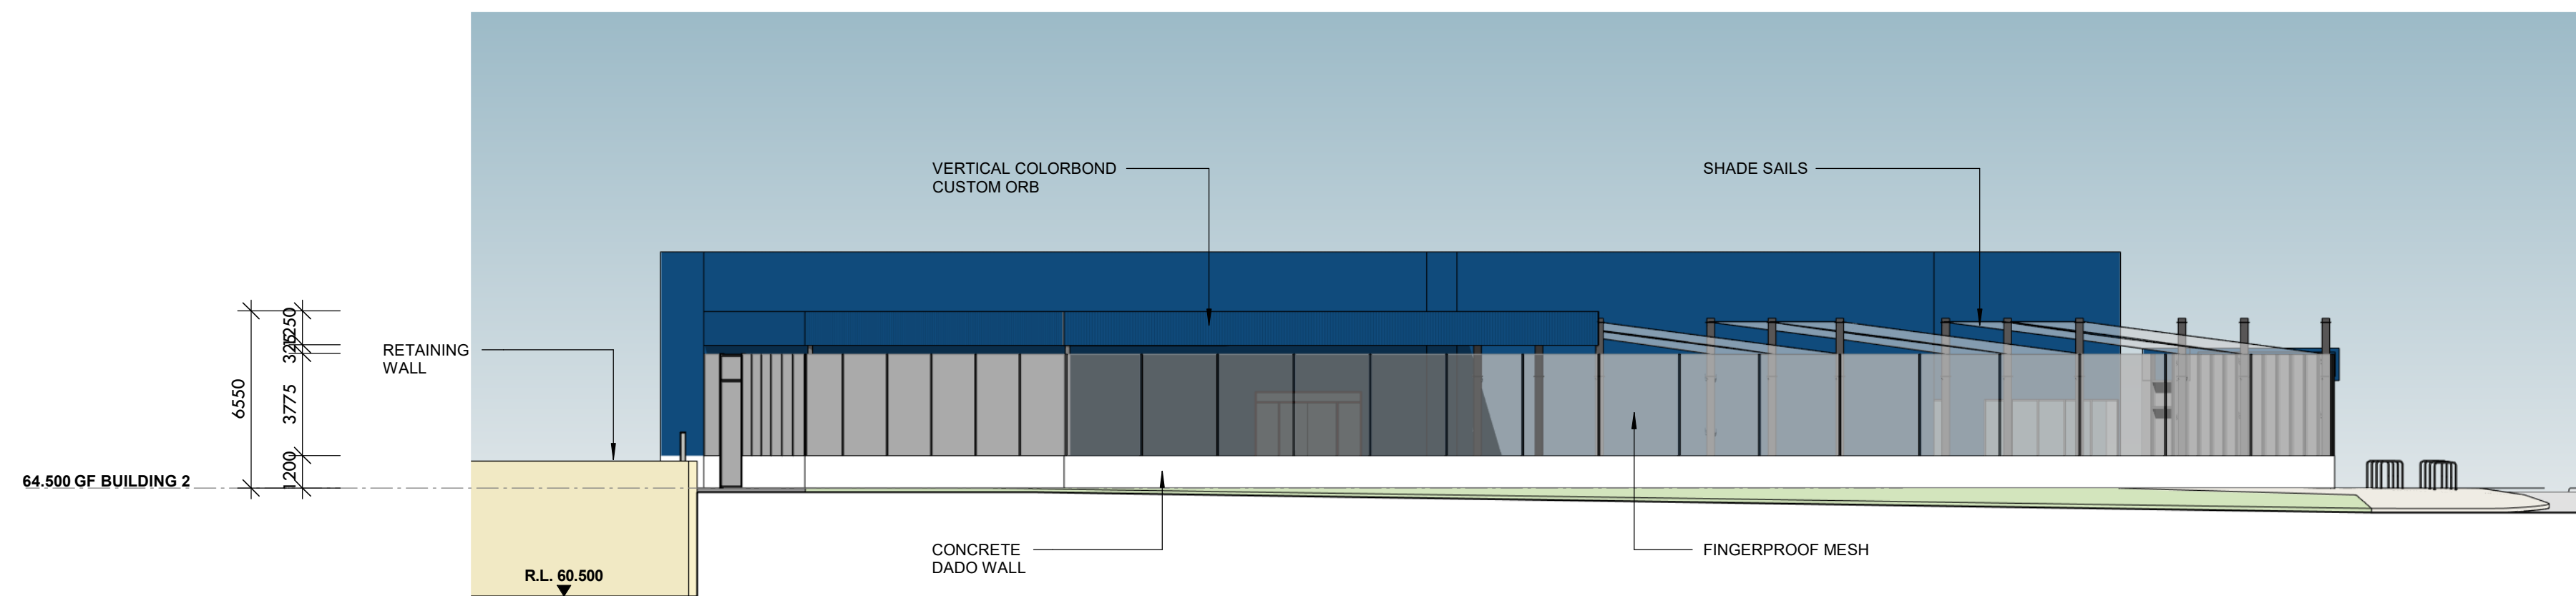 VERTICAL COLORBOND
CUSTOM ORB
SHADE SAILS
RETAINING
WALL
1250
325
3775
1200
6550
64.500 GF BUILDING 2
CONCRETE
DADO WALL
FINGERPROOF MESH
R.L. 60.500